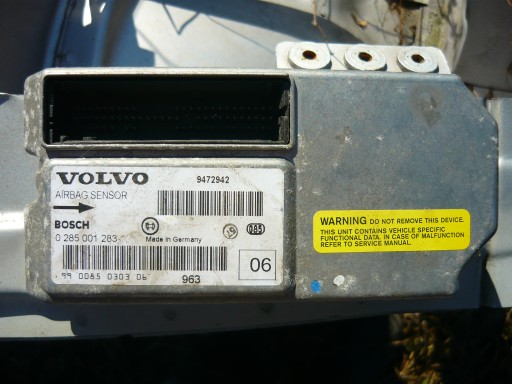 VOLVO
9472942
AIRBAG SENSOR
BOSCH
0 285 001 283
Made in Germany
99 0085 0303 06
963
06
WARNING DO NOT REMOVE THIS DEVICE.
THIS UNIT CONTAINS VEHICLE SPECIFIC
FUNCTIONAL DATA. IN CASE OF MALFUNCTION
REFER TO SERVICE MANUAL.